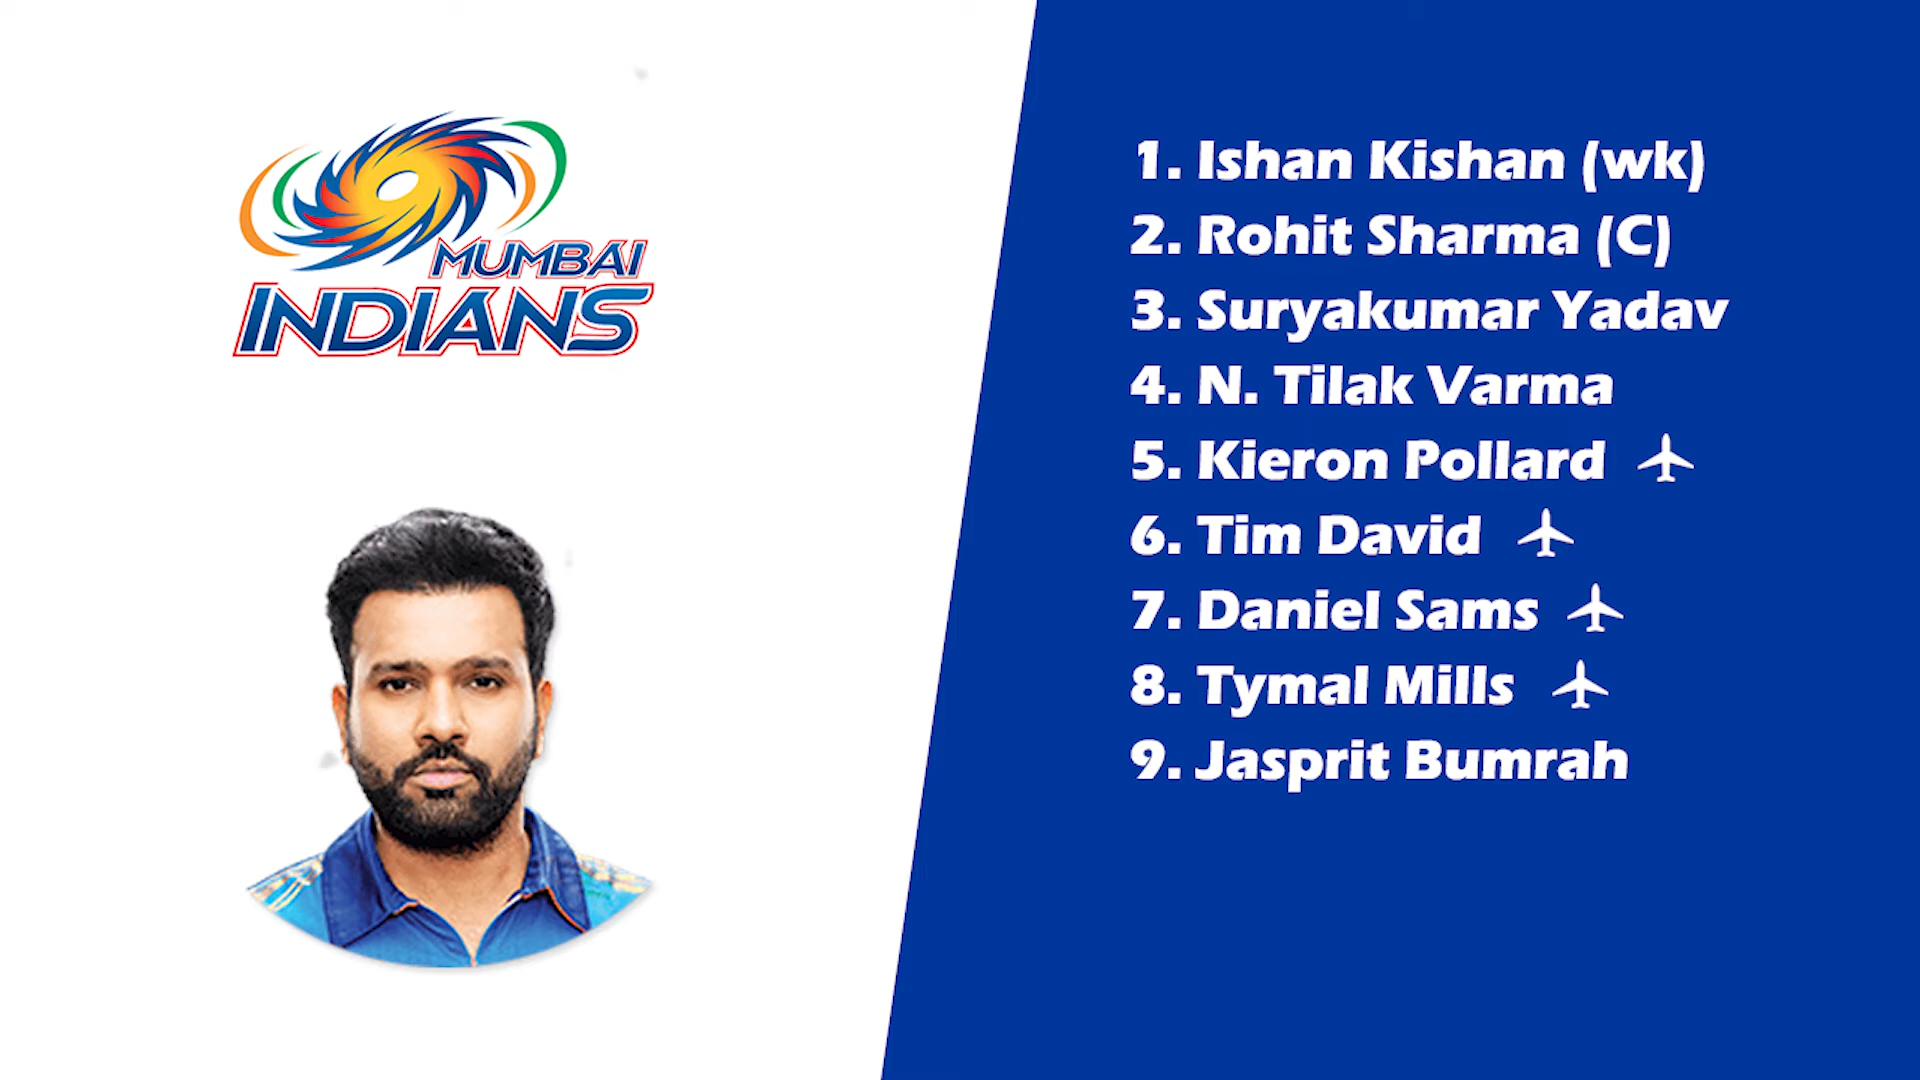 MUMBAI
INDIANS
1. Ishan Kishan (wk)
2. Rohit Sharma (C)
3. Suryakumar Yadav
4. N. Tilak Varma
5. Kieron Pollard
6. Tim David
7. Daniel Sams
8. Tymal Mills
9. Jasprit Bumrah